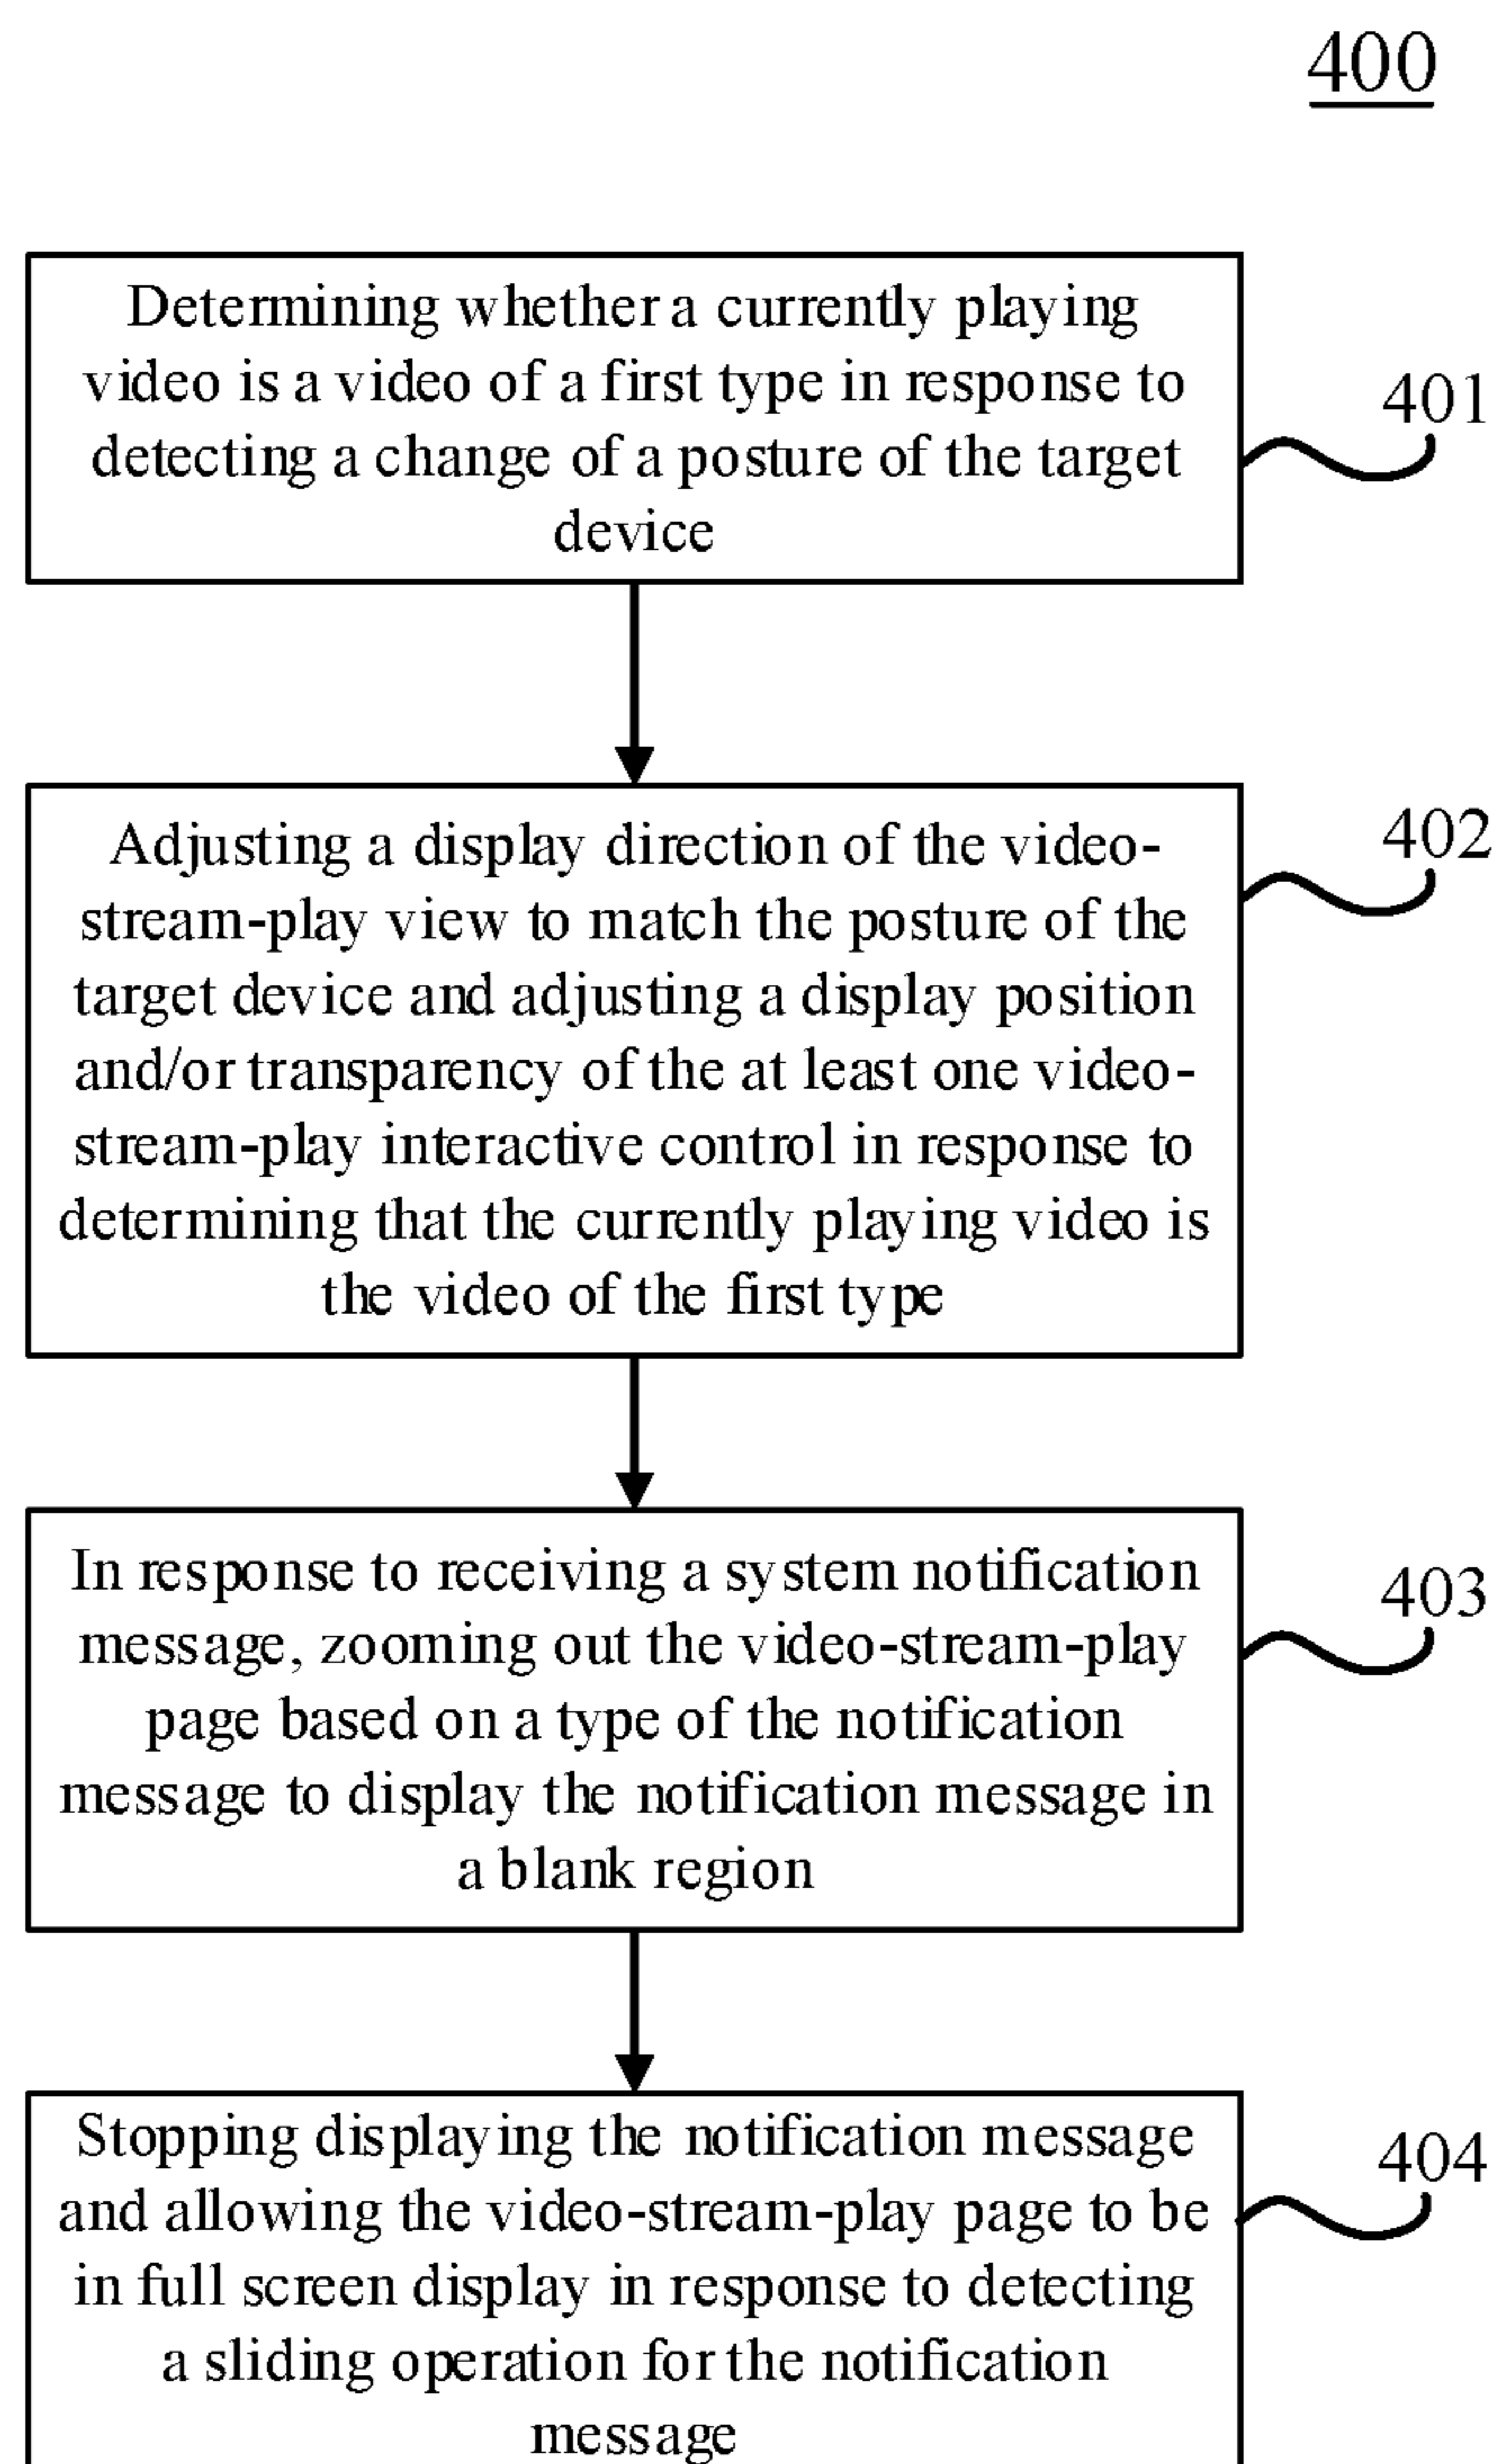 400
Determining whether a currently playing
video is a video of a first type in response to
detecting a change of a posture of the target
device
401
Adjusting a display direction of the video-
stream-play view to match the posture of the
target device and adjusting a display position
and/or transparency of the at least one video-
stream-play interactive control in response to
determining that the currently playing video is
the video of the first type
402
In response to receiving a system notification
message, zooming out the video-stream-play
page based on a type of the notification
message to display the notification message in
a blank region
403
Stopping displaying the notification message
and allowing the video-stream-play page to be
in full screen display in response to detecting
a sliding operation for the notification
message
404